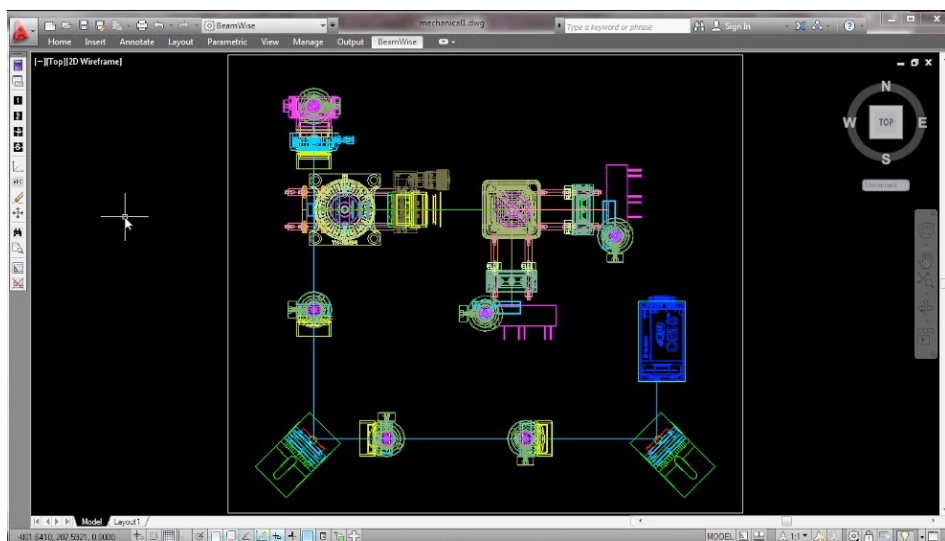 BeamWise
mechanical1.dwg
Type a keyword or phrase
Sign In
Home Insert Annotate Layout Parametric View Manage Output BeamWise
[−][Top][2D Wireframe]
N
W TOP E
S
Unnamed
Model Layout1
-801.6410, 207.5921, 0.0000
MODEL 1:1